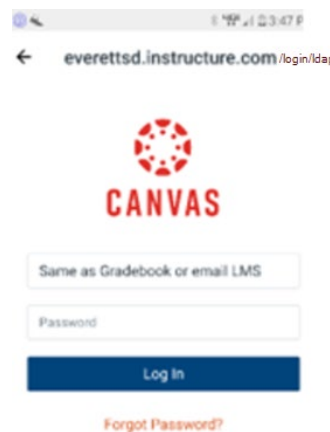 3:47 P
everettsd.instructure.com/login/ldap
CANVAS
Same as Gradebook or email LMS
Password
Log In
Forgot Password?